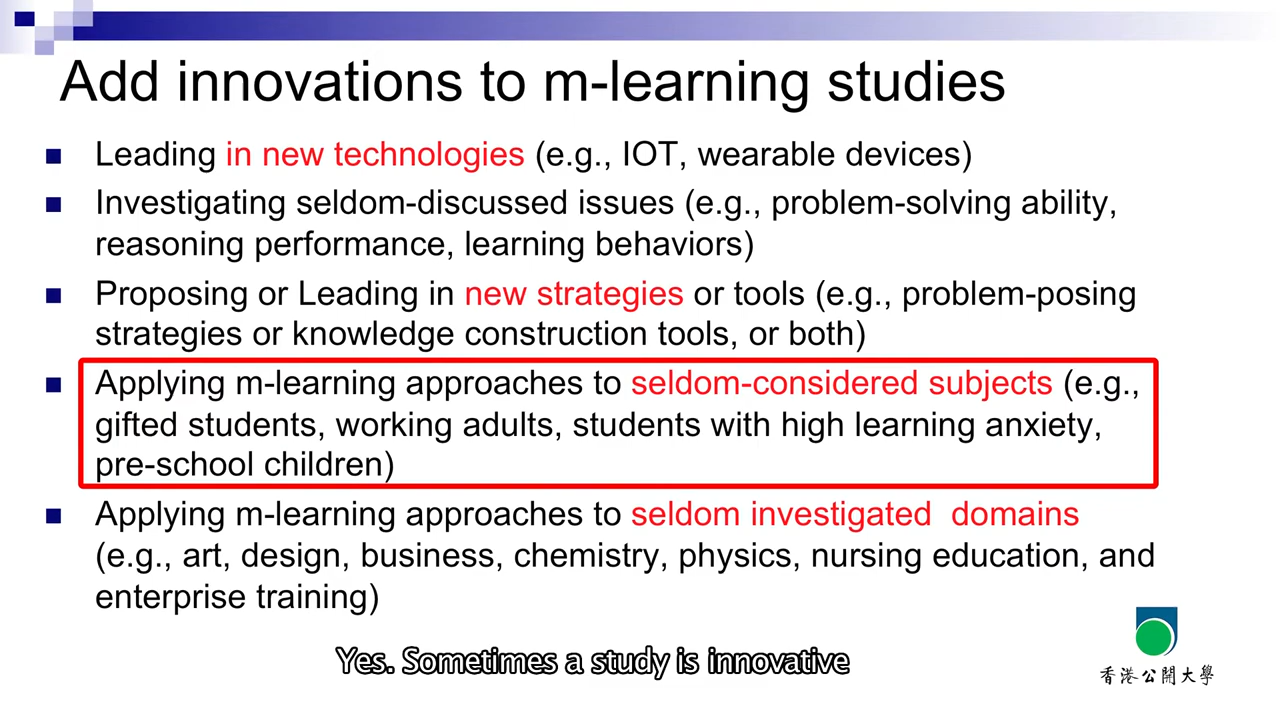 Add innovations to m-learning studies
Leading in new technologies (e.g., IOT, wearable devices)
Investigating seldom-discussed issues (e.g., problem-solving ability,
reasoning performance, learning behaviors)
Proposing or Leading in new strategies or tools (e.g., problem-posing
strategies or knowledge construction tools, or both)
Applying m-learning approaches to seldom-considered subjects (e.g.,
gifted students, working adults, students with high learning anxiety,
pre-school children)
Applying m-learning approaches to seldom investigated  domains
(e.g., art, design, business, chemistry, physics, nursing education, and
enterprise training)
Yes. Sometimes a study is innovative
香港公開大學